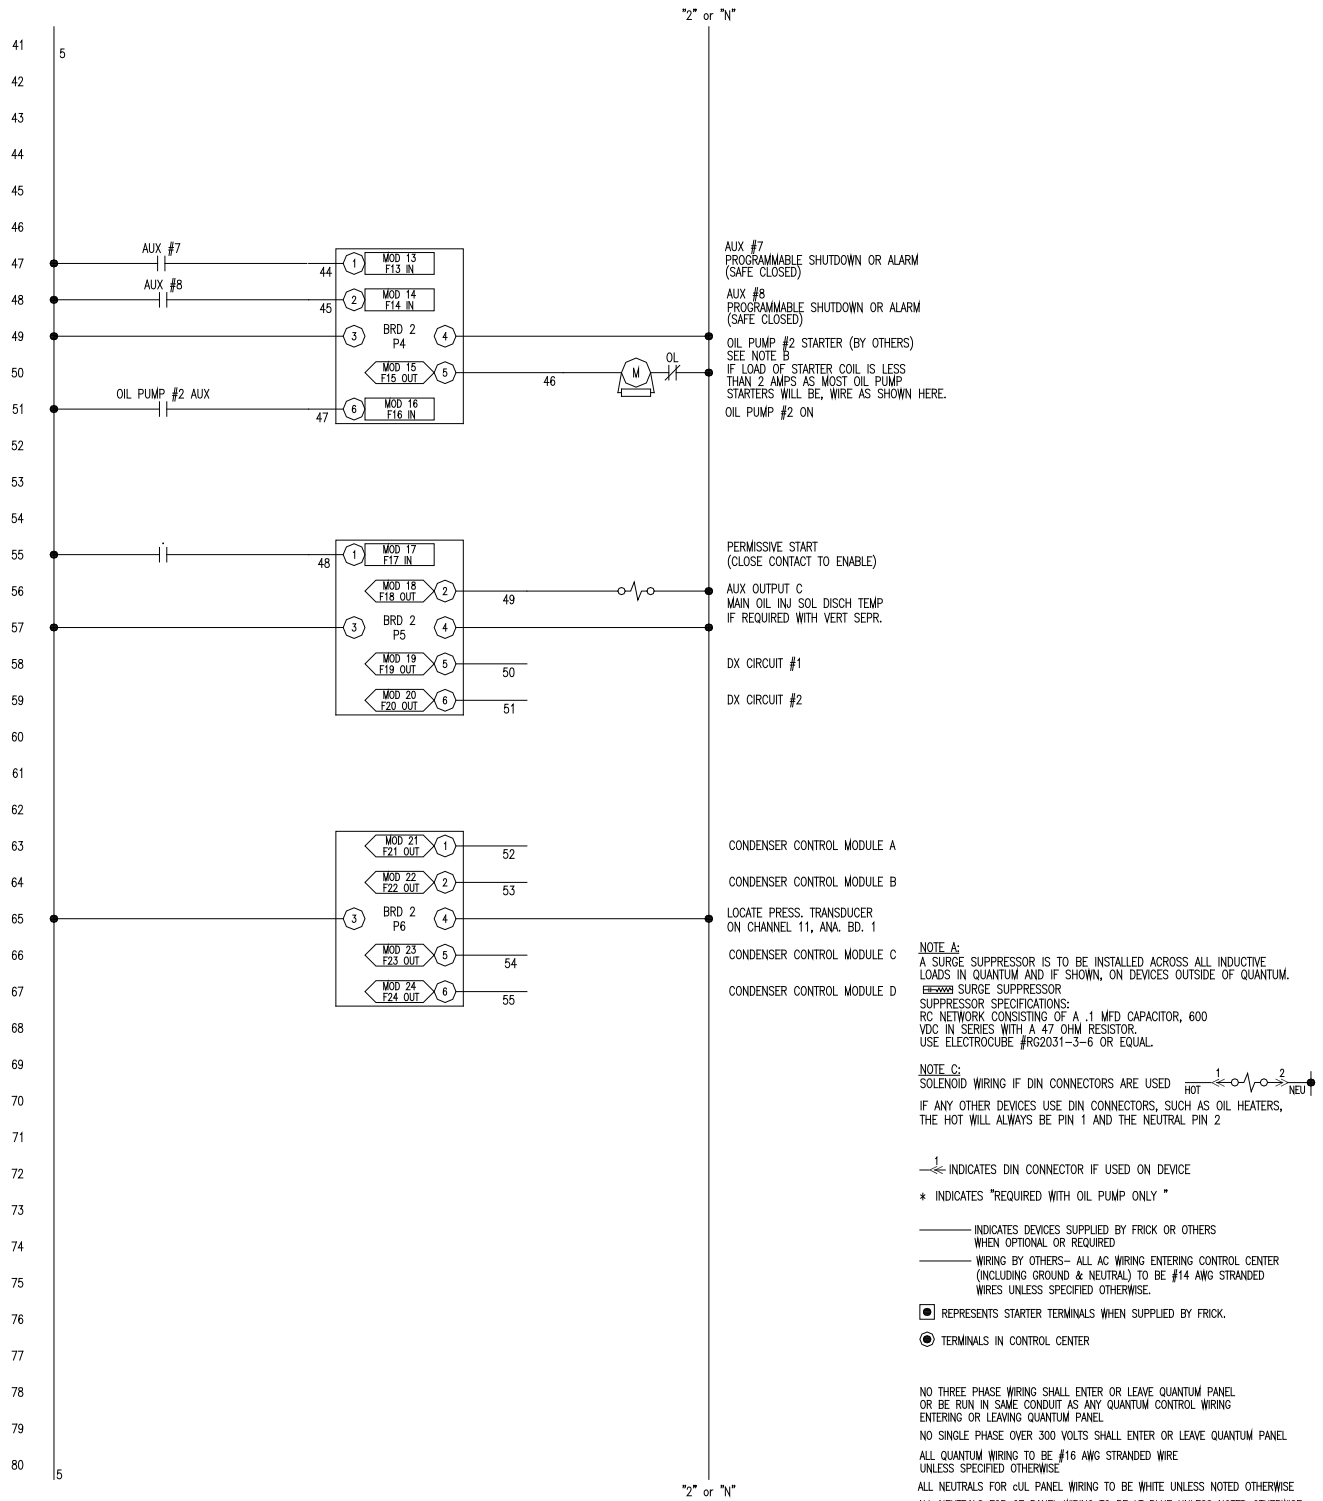 "2" or "N"
41
5
42
43
44
45
46
AUX #7
47
44
1
MOD 13
F13 IN
AUX #7
PROGRAMMABLE SHUTDOWN OR ALARM
(SAFE CLOSED)
AUX #8
48
45
2
MOD 14
F14 IN
AUX #8
PROGRAMMABLE SHUTDOWN OR ALARM
(SAFE CLOSED)
49
3
BRD 2
P4
4
OIL PUMP #2 STARTER (BY OTHERS)
SEE NOTE B
IF LOAD OF STARTER COIL IS LESS
THAN 2 AMPS AS MOST OIL PUMP
STARTERS WILL BE, WIRE AS SHOWN HERE.
50
MOD 15
F15 OUT
5
46
M
OL
OIL PUMP #2 AUX
51
47
6
MOD 16
F16 IN
OIL PUMP #2 ON
52
53
54
55
48
1
MOD 17
F17 IN
PERMISSIVE START
(CLOSE CONTACT TO ENABLE)
56
MOD 18
F18 OUT
2
49
AUX OUTPUT C
MAIN OIL INJ SOL DISCH TEMP
IF REQUIRED WITH VERT SEPR.
57
3
BRD 2
P5
4
58
MOD 19
F19 OUT
5
50
DX CIRCUIT #1
59
MOD 20
F20 OUT
6
51
DX CIRCUIT #2
60
61
62
63
MOD 21
F21 OUT
1
52
CONDENSER CONTROL MODULE A
64
MOD 22
F22 OUT
2
53
CONDENSER CONTROL MODULE B
65
3
BRD 2
P6
4
LOCATE PRESS. TRANSDUCER
ON CHANNEL 11, ANA. BD. 1
66
MOD 23
F23 OUT
5
54
CONDENSER CONTROL MODULE C
67
MOD 24
F24 OUT
6
55
CONDENSER CONTROL MODULE D
68
69
70
71
72
73
74
75
76
77
78
79
80
5
"2" or "N"
NOTE A:
A SURGE SUPPRESSOR IS TO BE INSTALLED ACROSS ALL INDUCTIVE
LOADS IN QUANTUM AND IF SHOWN, ON DEVICES OUTSIDE OF QUANTUM.
SURGE SUPPRESSOR
SUPPRESSOR SPECIFICATIONS:
RC NETWORK CONSISTING OF A .1 MFD CAPACITOR, 600
VDC IN SERIES WITH A 47 OHM RESISTOR.
USE ELECTROCUBE #RG2031-3-6 OR EQUAL.
NOTE C:
SOLENOID WIRING IF DIN CONNECTORS ARE USED
HOT
1
2
NEU
IF ANY OTHER DEVICES USE DIN CONNECTORS, SUCH AS OIL HEATERS,
THE HOT WILL ALWAYS BE PIN 1 AND THE NEUTRAL PIN 2
1
INDICATES DIN CONNECTOR IF USED ON DEVICE
* INDICATES "REQUIRED WITH OIL PUMP ONLY "
INDICATES DEVICES SUPPLIED BY FRICK OR OTHERS
WHEN OPTIONAL OR REQUIRED
WIRING BY OTHERS- ALL AC WIRING ENTERING CONTROL CENTER
(INCLUDING GROUND & NEUTRAL) TO BE #14 AWG STRANDED
WIRES UNLESS SPECIFIED OTHERWISE.
REPRESENTS STARTER TERMINALS WHEN SUPPLIED BY FRICK.
TERMINALS IN CONTROL CENTER
NO THREE PHASE WIRING SHALL ENTER OR LEAVE QUANTUM PANEL
OR BE RUN IN SAME CONDUIT AS ANY QUANTUM CONTROL WIRING
ENTERING OR LEAVING QUANTUM PANEL
NO SINGLE PHASE OVER 300 VOLTS SHALL ENTER OR LEAVE QUANTUM PANEL
ALL QUANTUM WIRING TO BE #16 AWG STRANDED WIRE
UNLESS SPECIFIED OTHERWISE
ALL NEUTRALS FOR cUL PANEL WIRING TO BE WHITE UNLESS NOTED OTHERWISE